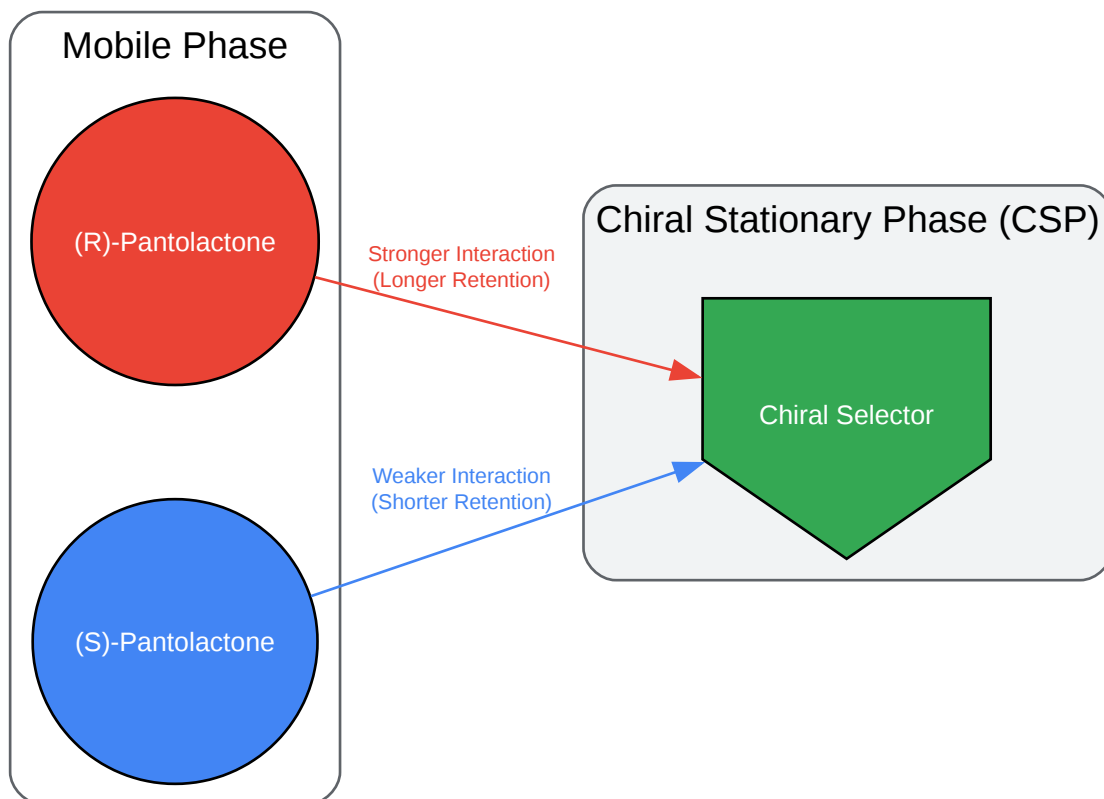 Mobile Phase
(R)-Pantolactone
Stronger Interaction
(Longer Retention)
Chiral Stationary Phase (CSP)
Chiral Selector
Weaker Interaction
(Shorter Retention)
(S)-Pantolactone